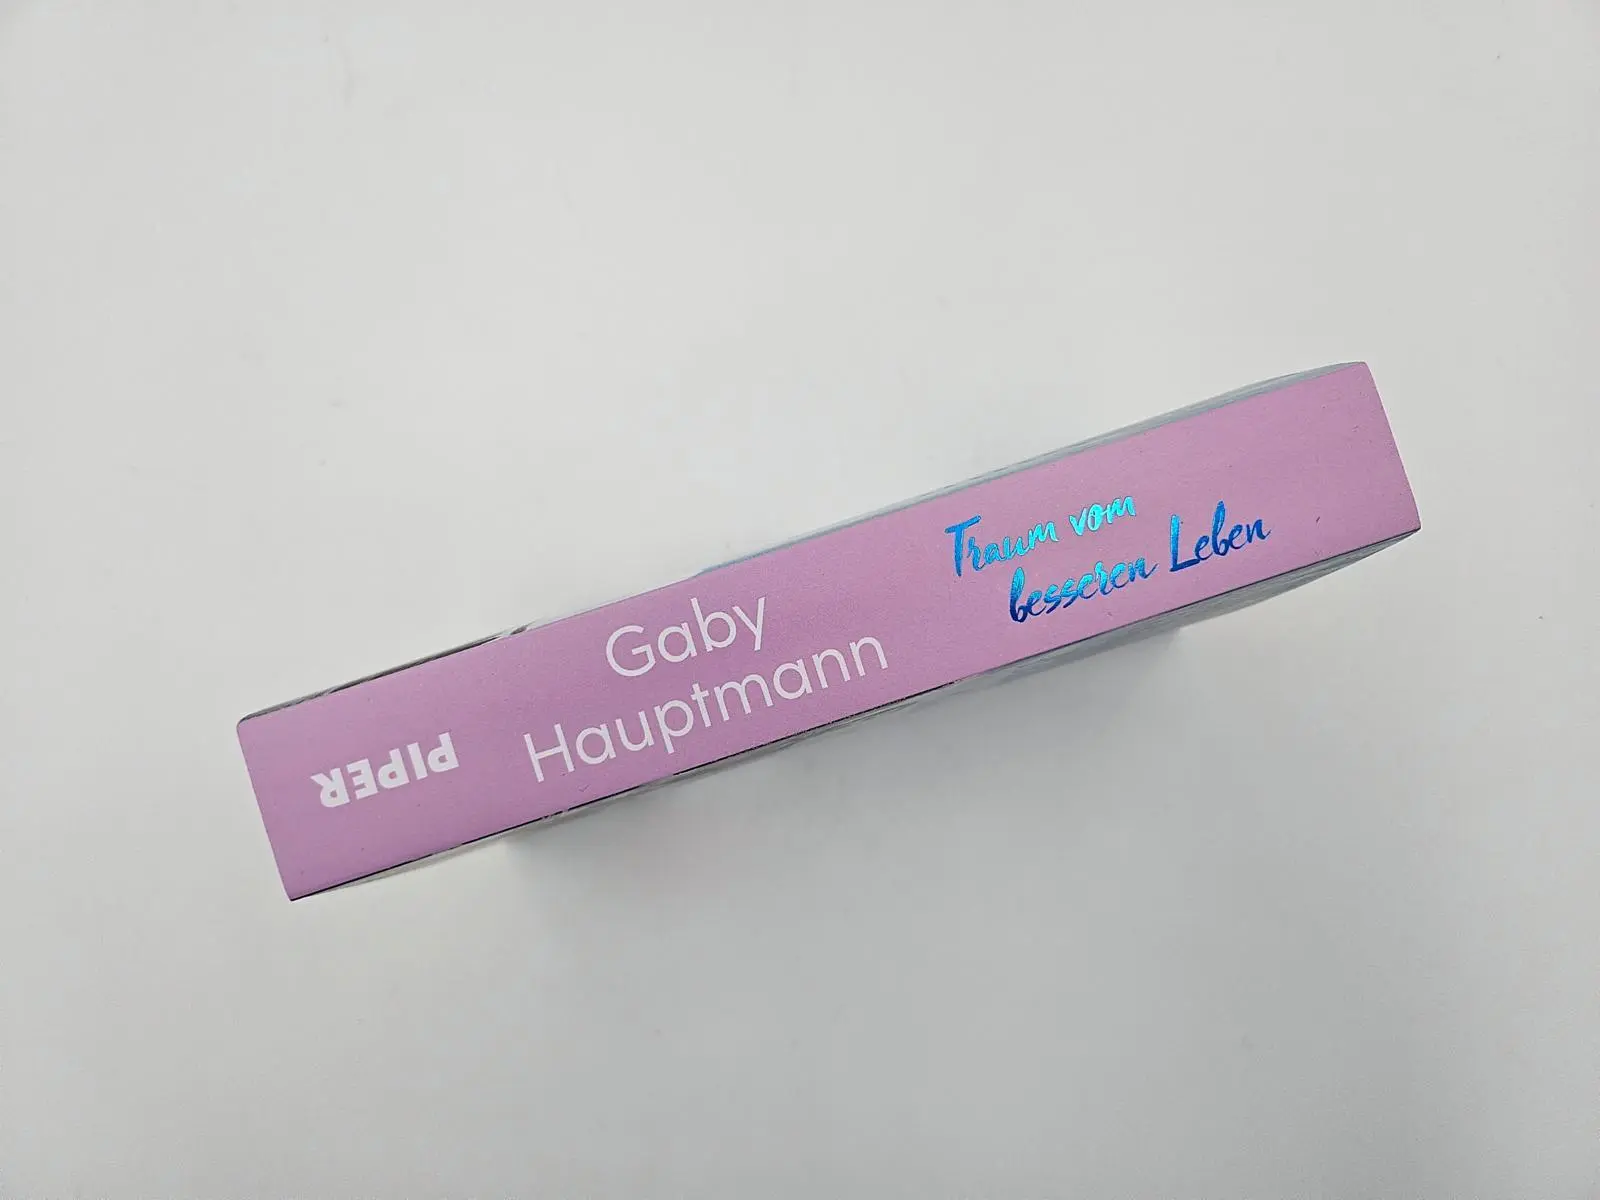 PIPER
Gaby
Hauptmann
Traum vom
besseren Leben